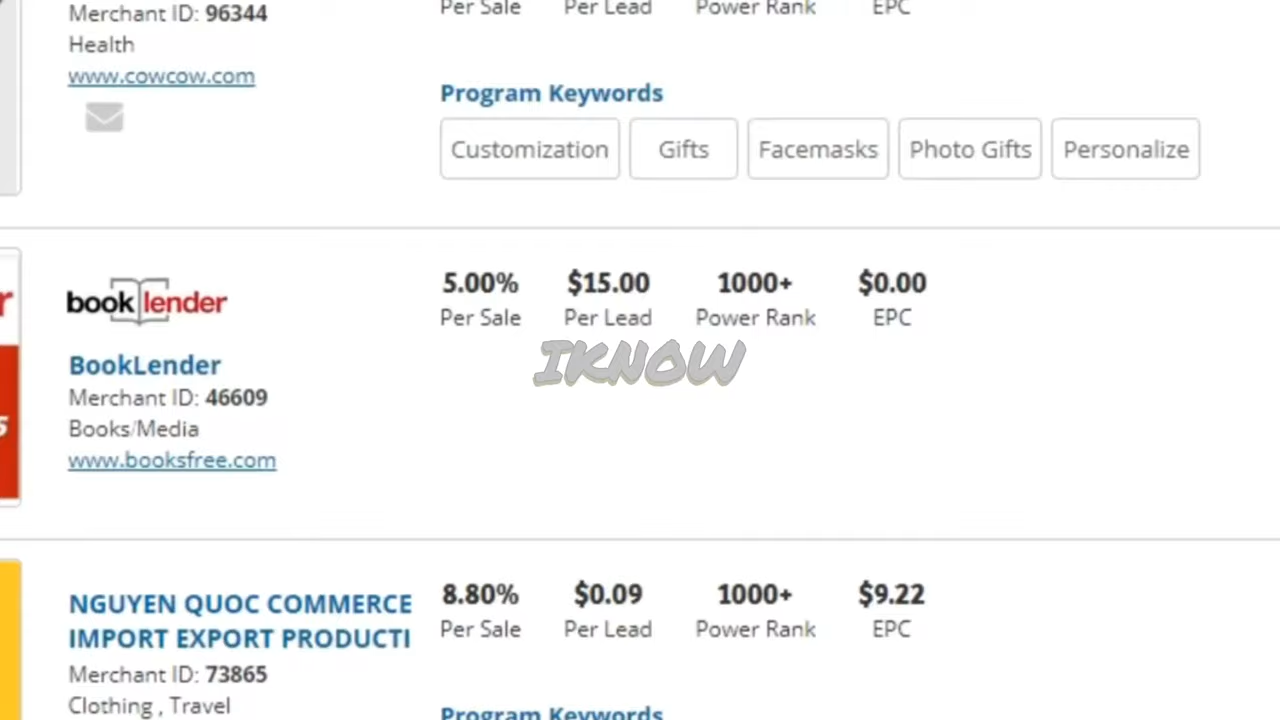 Merchant ID: 96344
Per Sale Per Lead Power Rank EPC
Health
www.cowcow.com
Program Keywords
Customization Gifts Facemasks Photo Gifts Personalize
book lender
5.00% $15.00 1000+ $0.00
Per Sale Per Lead Power Rank EPC
IKNOW
BookLender
Merchant ID: 46609
Books/Media
www.booksfree.com
NGUYEN QUOC COMMERCE
IMPORT EXPORT PRODUCTI
8.80% $0.09 1000+ $9.22
Per Sale Per Lead Power Rank EPC
Merchant ID: 73865
Clothing , Travel
Program Keywords